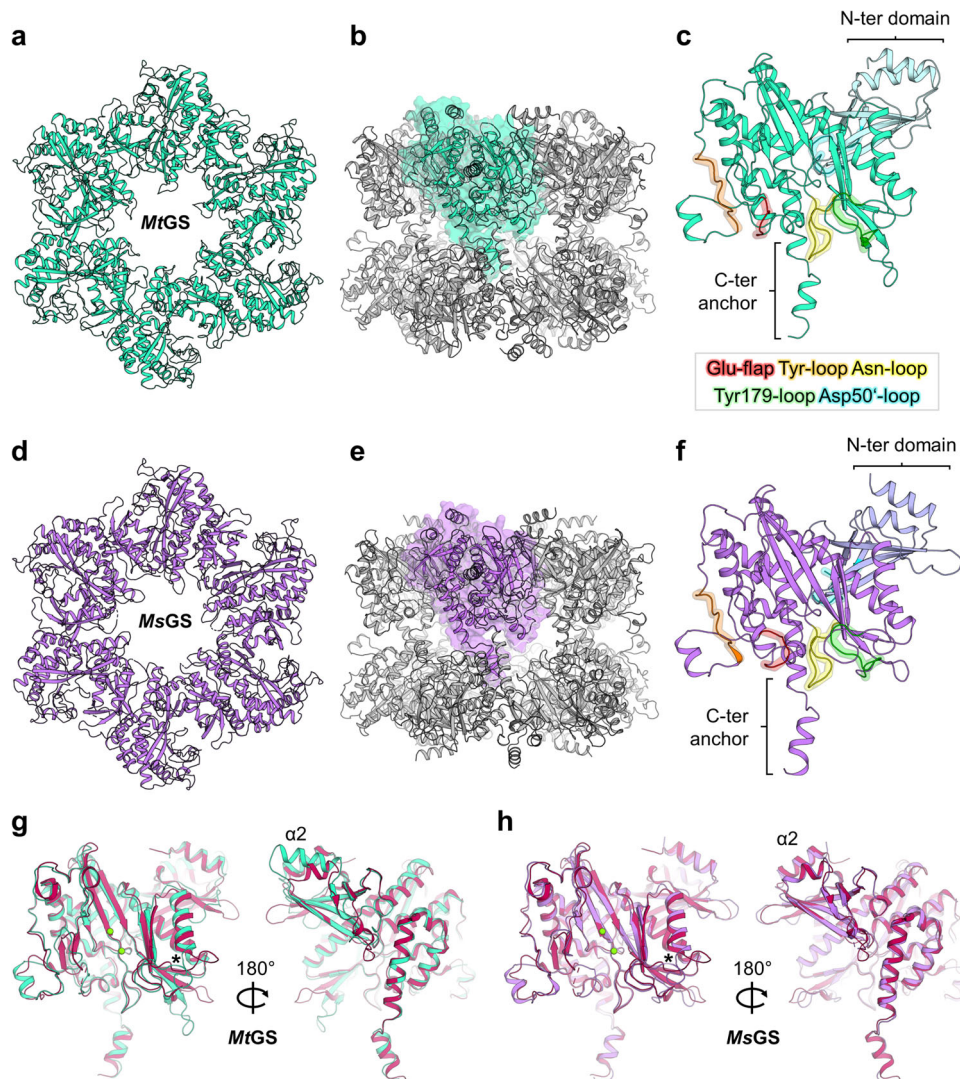 a
b
c
N-ter domain
MtGS
C-ter
anchor
Glu-flap Tyr-loop Asn-loop
Tyr179-loop Asp50‘-loop
d
e
f
N-ter domain
MsGS
C-ter
anchor
g
h
α2
α2
*
*
180°
180°
MtGS
MsGS